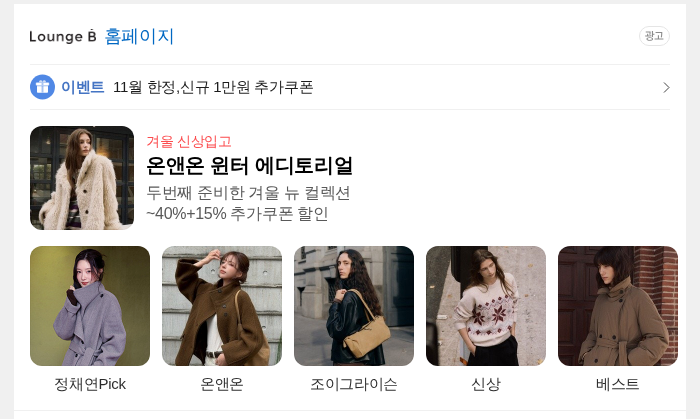 Lounge B 홈페이지
광고
이벤트 11월 한정,신규 1만원 추가쿠폰
겨울 신상입고
온앤온 윈터 에디토리얼
두번째 준비한 겨울 뉴 컬렉션
~40%+15% 추가쿠폰 할인
정채연Pick 온앤온 조이그라이슨 신상 베스트